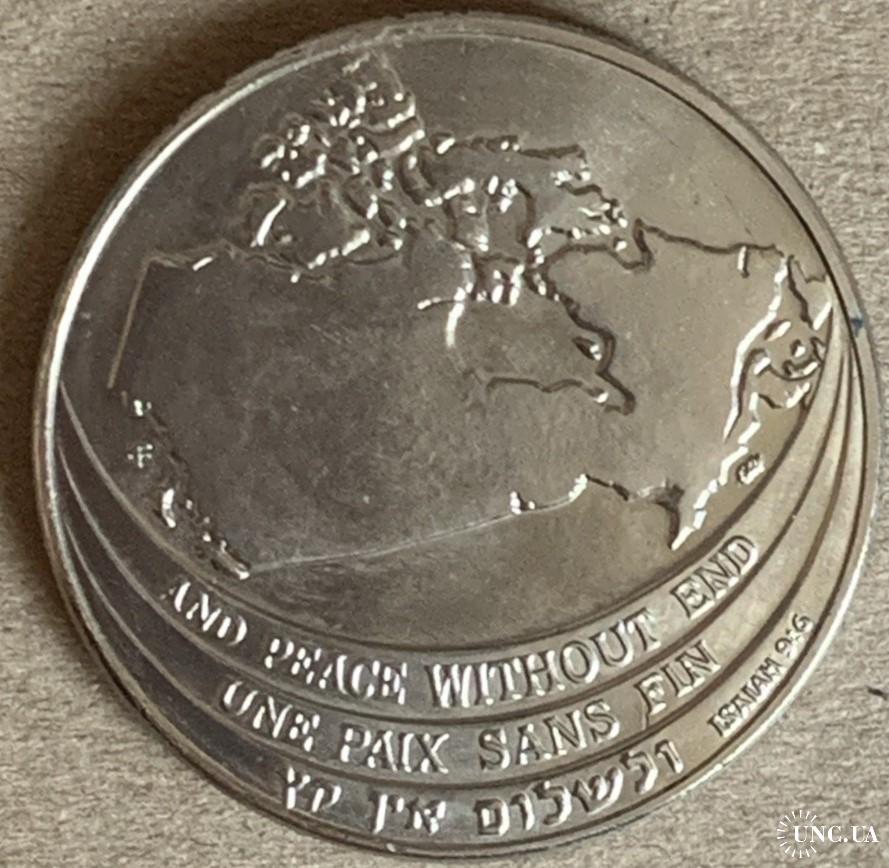 AND PEACE WITHOUT END
UNE PAIX SANS FIN
ולשלום אין קץ
ISAIAH 9:6
UNC.UA